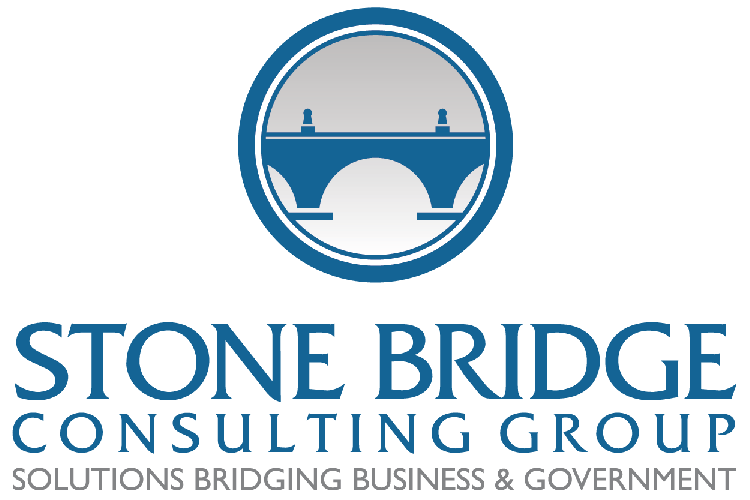 STONE BRIDGE
CONSULTING GROUP
SOLUTIONS BRIDGING BUSINESS & GOVERNMENT